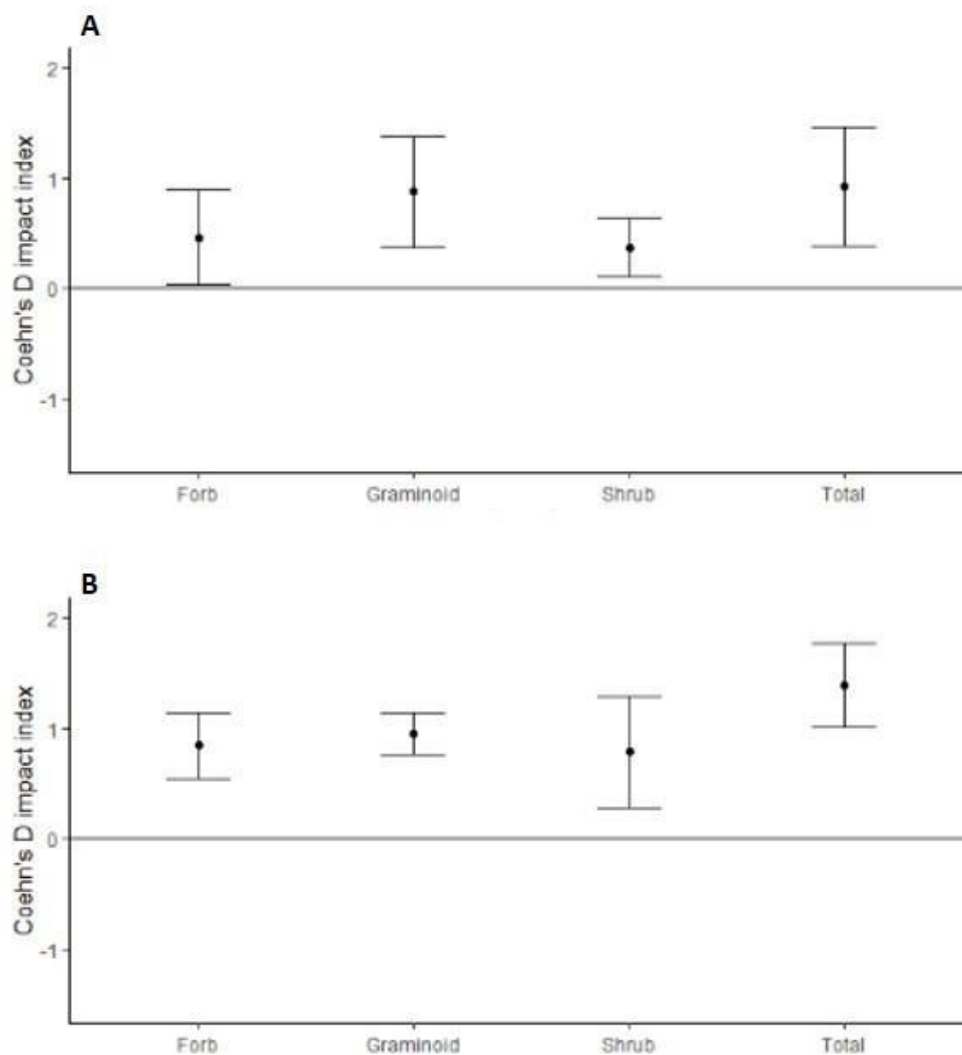 A
Coehn's D impact index
2
1
0
-1
Forb Graminoid Shrub Total
B
Coehn's D impact index
2
1
0
-1
Forb Graminoid Shrub Total